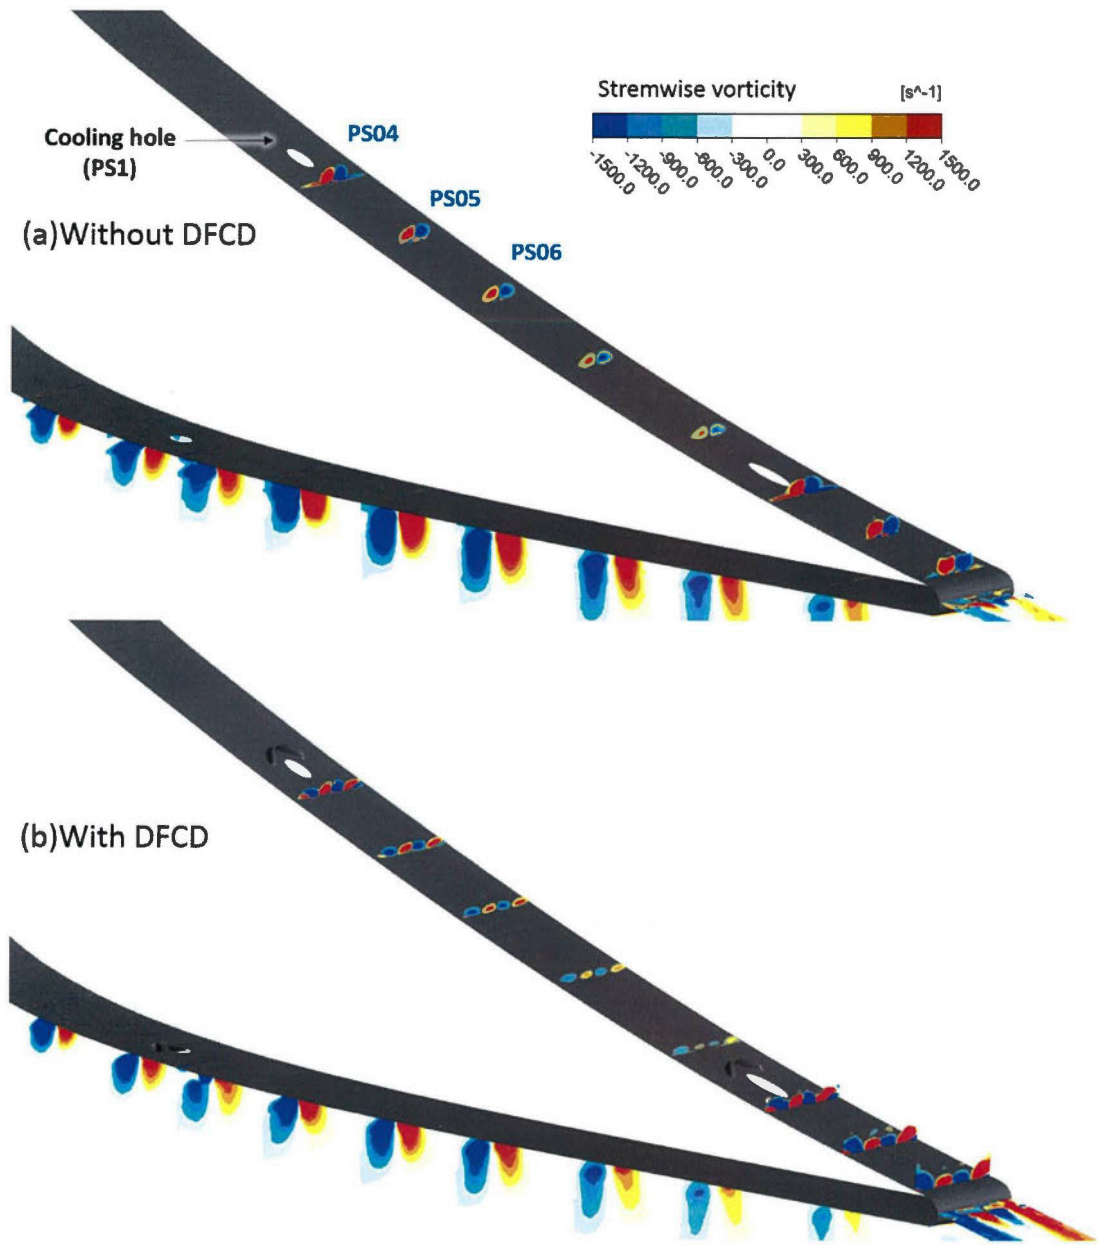 Stremwise vorticity
[s^-1]
-1500.0 -1200.0 -900.0 -600.0 -300.0 0.0 300.0 600.0 900.0 1200.0 1500.0
Cooling hole
(PS1)
PS04
PS05
PS06
(a)Without DFCD
(b)With DFCD